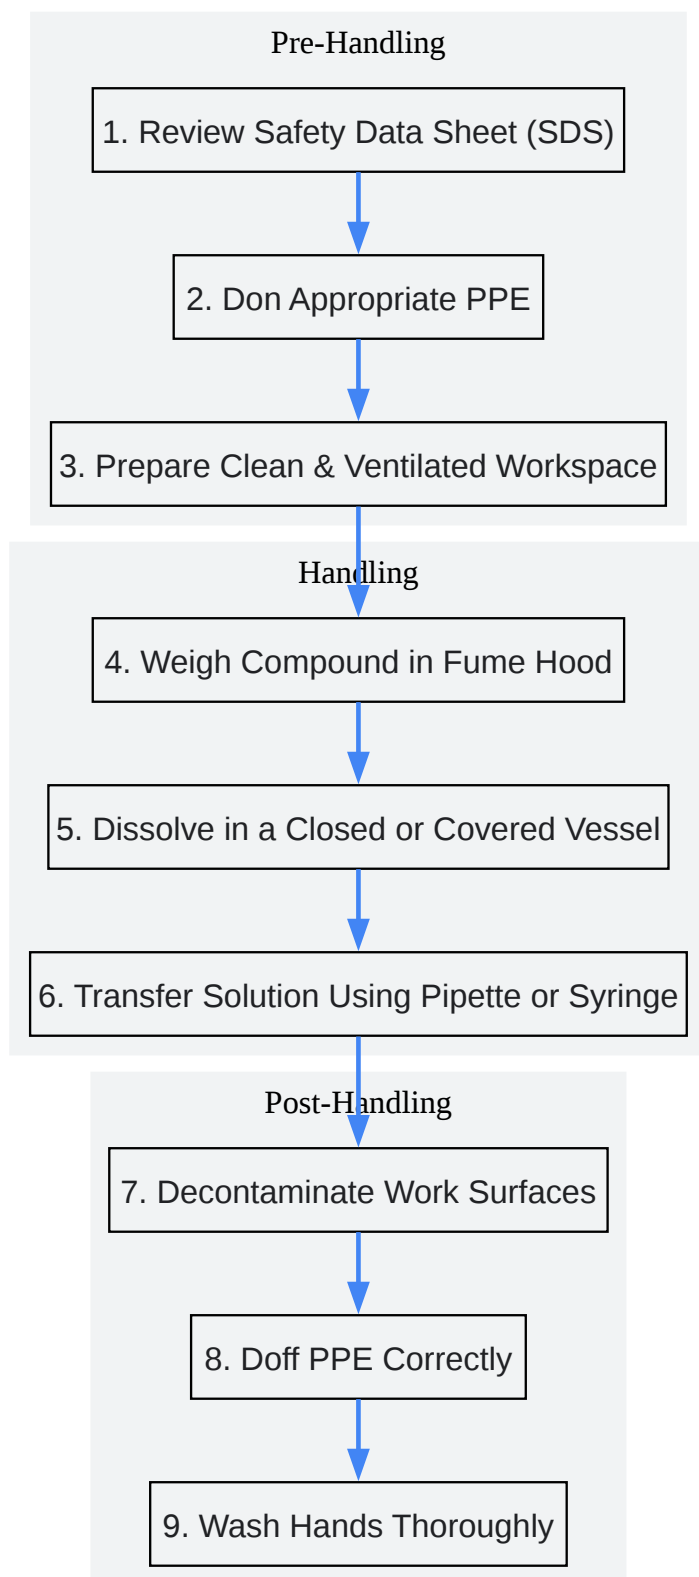 Pre-Handling
1. Review Safety Data Sheet (SDS)
2. Don Appropriate PPE
3. Prepare Clean & Ventilated Workspace
Handling
4. Weigh Compound in Fume Hood
5. Dissolve in a Closed or Covered Vessel
6. Transfer Solution Using Pipette or Syringe
Post-Handling
7. Decontaminate Work Surfaces
8. Doff PPE Correctly
9. Wash Hands Thoroughly